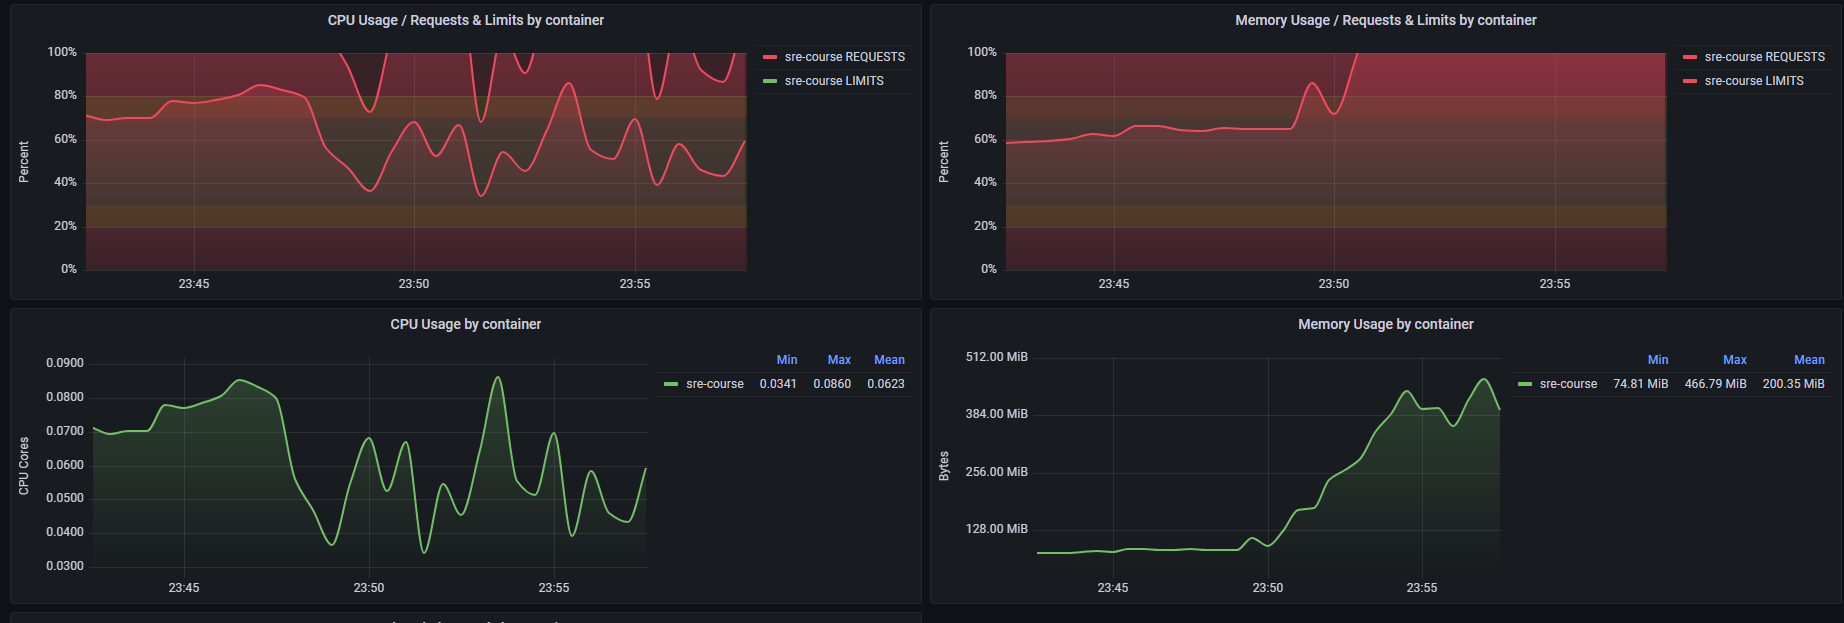 CPU Usage / Requests & Limits by container
100%
80%
60%
40%
20%
0%
Percent
23:45
23:50
23:55
sre-course REQUESTS
sre-course LIMITS
Memory Usage / Requests & Limits by container
100%
80%
60%
40%
20%
0%
Percent
23:45
23:50
23:55
sre-course REQUESTS
sre-course LIMITS
CPU Usage by container
0.0900
0.0800
0.0700
0.0600
0.0500
0.0400
0.0300
CPU Cores
23:45
23:50
23:55
Min Max Mean
sre-course 0.0341 0.0860 0.0623
Memory Usage by container
512.00 MiB
384.00 MiB
256.00 MiB
128.00 MiB
Bytes
23:45
23:50
23:55
Min Max Mean
sre-course 74.81 MiB 466.79 MiB 200.35 MiB